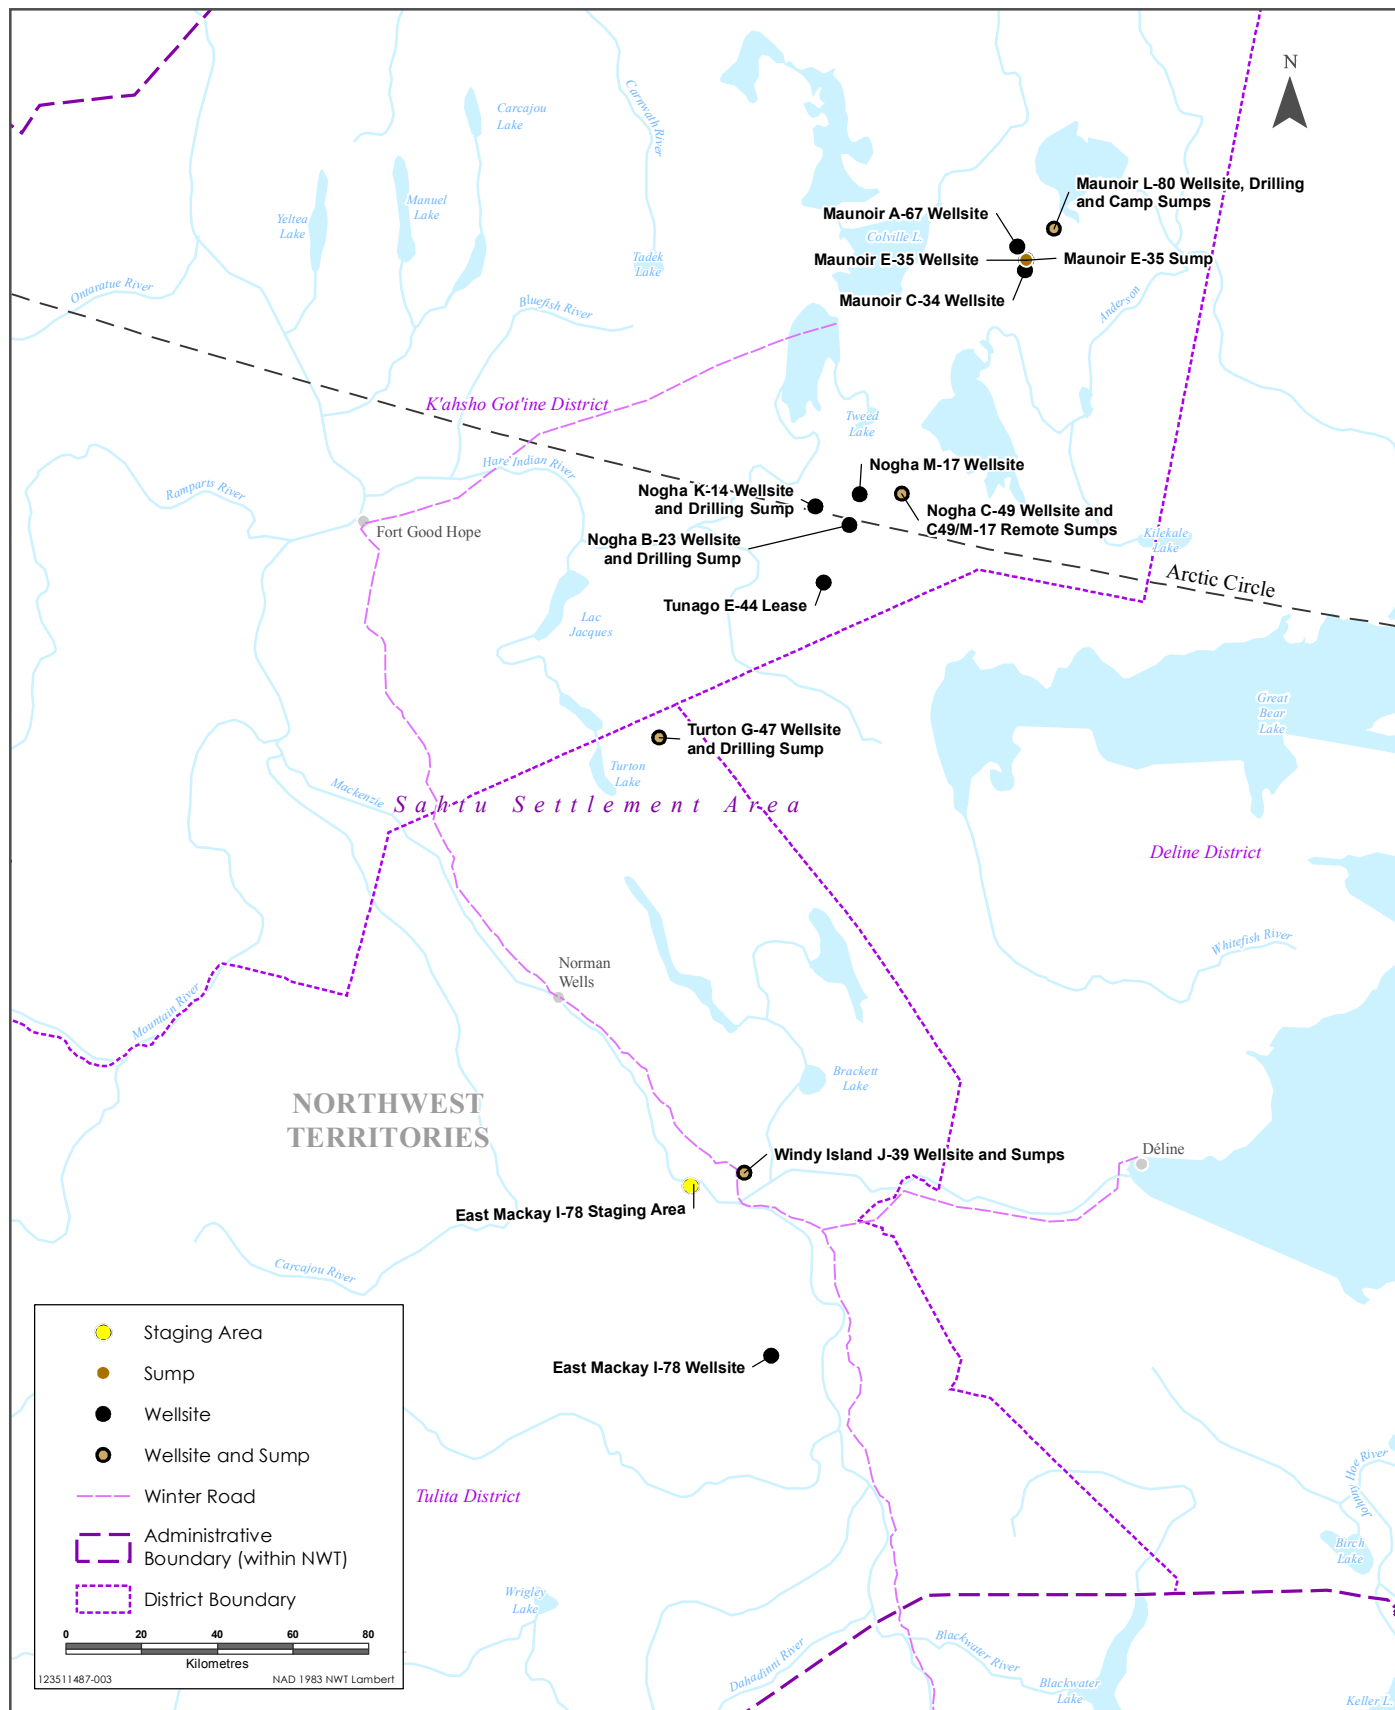 N
Carcajou
Lake
Carnwath River
Manuel
Lake
Yeltea
Lake
Maunoir L-80 Wellsite, Drilling
and Camp Sumps
Maunoir A-67 Wellsite
Colville L.
Maunoir E-35 Wellsite
Maunoir E-35 Sump
Tadek
Lake
Maunoir C-34 Wellsite
Ontaratue River
Bluefish River
Anderson
K'ahsho Got'ine District
Tweed
Lake
Hare Indian River
Nogha M-17 Wellsite
Ramparts River
Nogha K-14 Wellsite
and Drilling Sump
Nogha C-49 Wellsite and
C49/M-17 Remote Sumps
Fort Good Hope
Nogha B-23 Wellsite
and Drilling Sump
Kilekale
Lake
Arctic Circle
Tunago E-44 Lease
Lac
Jacques
Great
Bear
Lake
Turton G-47 Wellsite
and Drilling Sump
Turton
Lake
Mackenzie
Sahtu Settlement Area
Deline District
Whitefish River
Norman
Wells
Mountain River
Brackett
Lake
NORTHWEST
TERRITORIES
Windy Island J-39 Wellsite and Sumps
Déline
East Mackay I-78 Staging Area
Carcajou River
East Mackay I-78 Wellsite
Johnny Hoe River
Tulita District
Birch
Lake
Wrigley
Lake
Dahadinni River
Blackwater River
Blackwater
Lake
Keller L.
Staging Area
Sump
Wellsite
Wellsite and Sump
Winter Road
Administrative
Boundary (within NWT)
District Boundary
0 20 40 60 80
Kilometres
123511487-003 NAD 1983 NWT Lambert